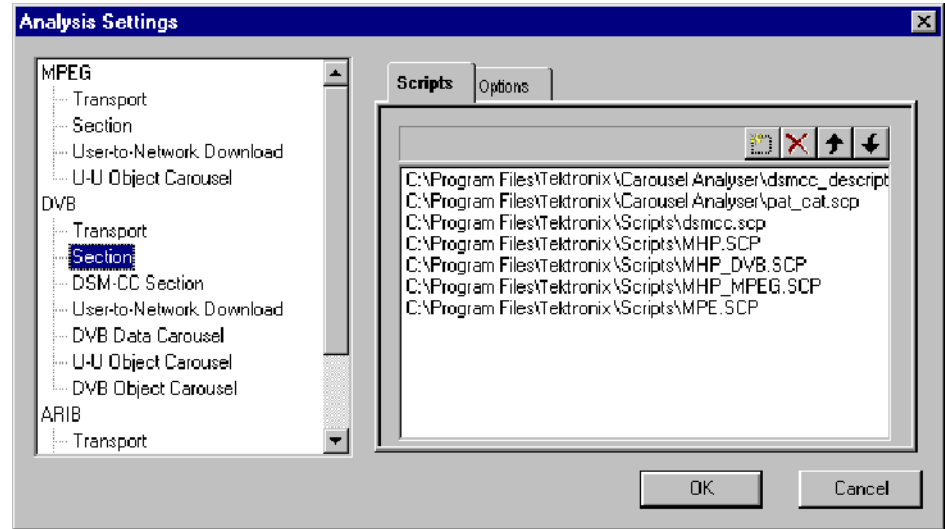 Analysis Settings
MPEG
Transport
Section
User-to-Network Download
U-U Object Carousel
DVB
Transport
Section
DSM-CC Section
User-to-Network Download
DVB Data Carousel
U-U Object Carousel
DVB Object Carousel
ARIB
Transport
Scripts
Options
C:\Program Files\Tektronix\Carousel Analyser\dsmcc_descript
C:\Program Files\Tektronix\Carousel Analyser\pat_cat.scp
C:\Program Files\Tektronix\Scripts\dsmcc.scp
C:\Program Files\Tektronix\Scripts\MHP.SCP
C:\Program Files\Tektronix\Scripts\MHP_DVB.SCP
C:\Program Files\Tektronix\Scripts\MHP_MPEG.SCP
C:\Program Files\Tektronix\Scripts\MPE.SCP
OK
Cancel